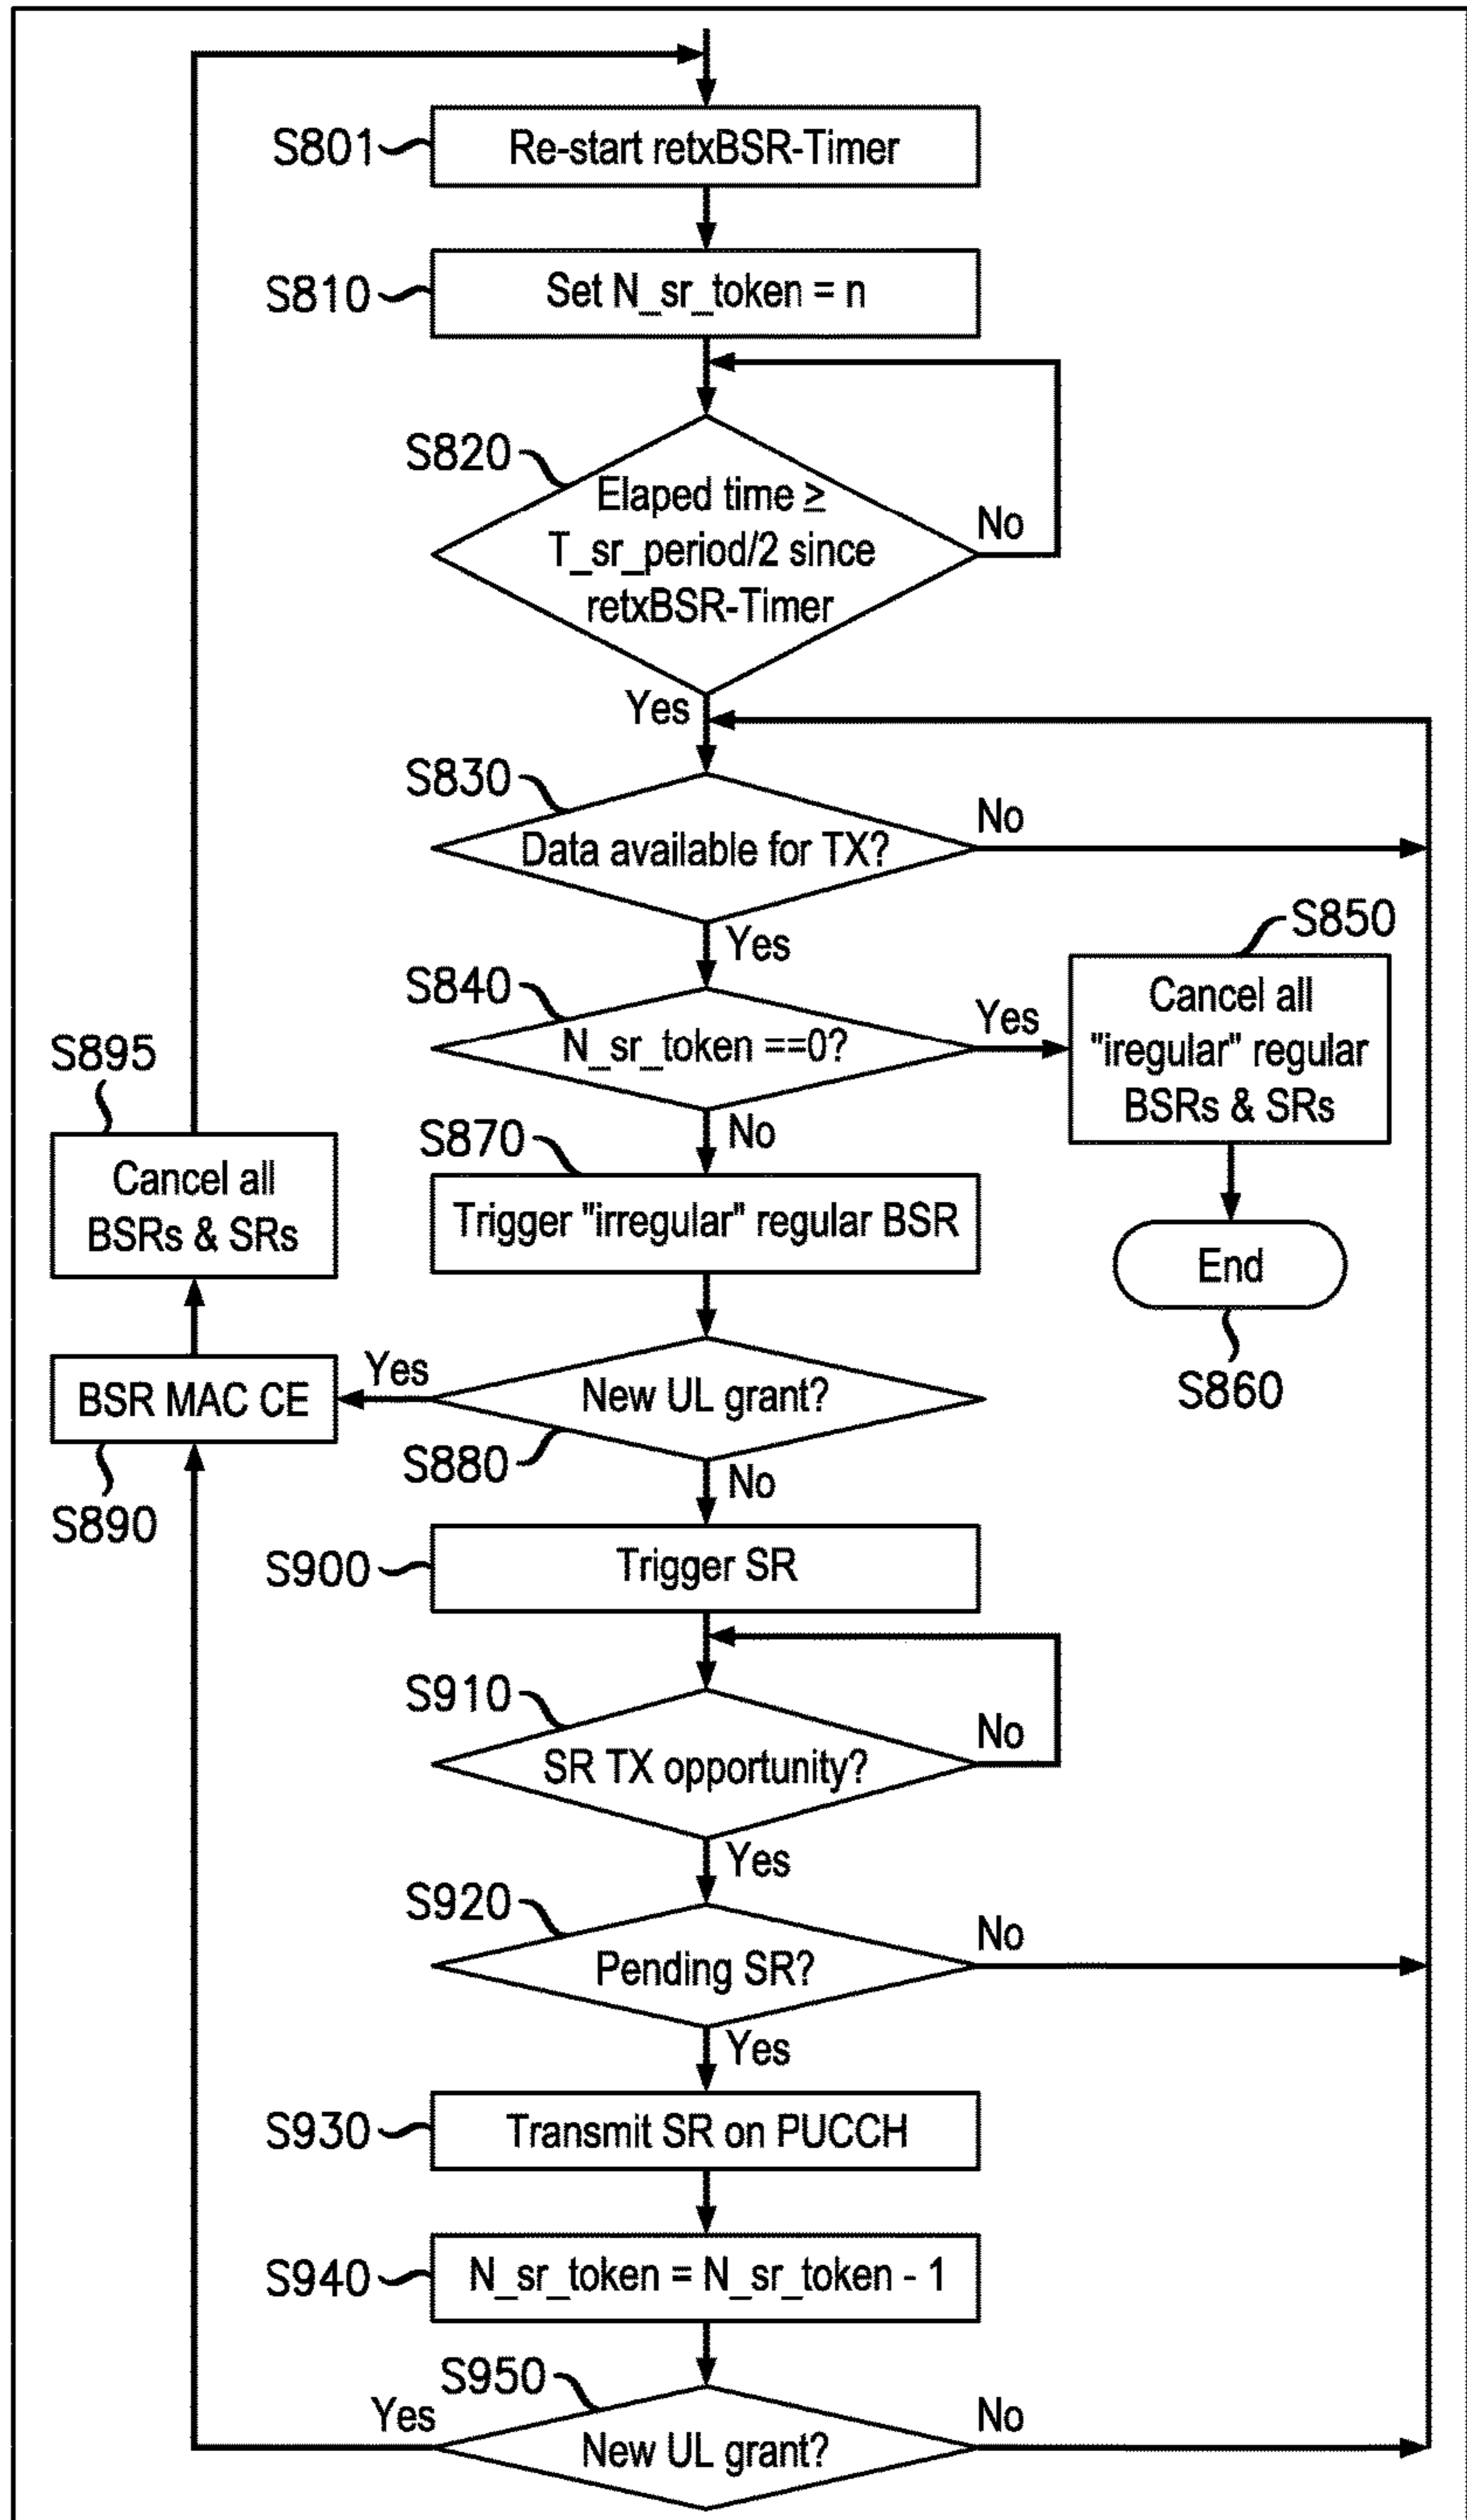 S801
Re-start retxBSR-Timer
S810
Set N_sr_token = n
S820
Elaped time ≥
T_sr_period/2 since
retxBSR-Timer
No
Yes
S830
Data available for TX?
No
Yes
S840
N_sr_token ==0?
Yes
No
S850
Cancel all
"iregular" regular
BSRs & SRs
End
S860
S870
Trigger "irregular" regular BSR
S880
New UL grant?
Yes
No
S890
BSR MAC CE
S895
Cancel all
BSRs & SRs
S900
Trigger SR
S910
SR TX opportunity?
No
Yes
S920
Pending SR?
No
Yes
S930
Transmit SR on PUCCH
S940
N_sr_token = N_sr_token - 1
S950
New UL grant?
Yes
No